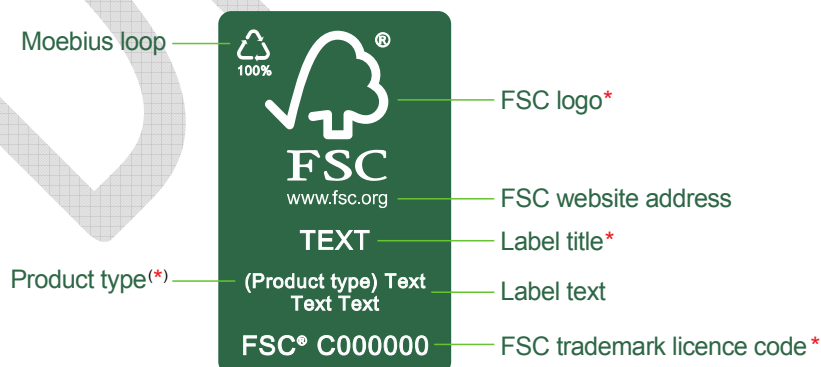 Moebius loop
100%
®
FSC
www.fsc.org
TEXT
(Product type) Text
Text Text
FSC® C000000
Product type(*)
FSC logo*
FSC website address
Label title*
Label text
FSC trademark licence code*